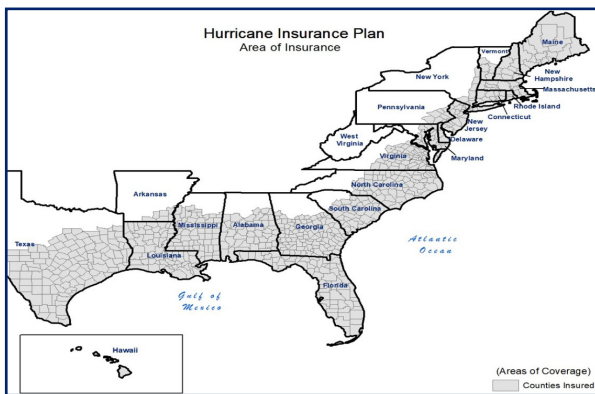 Hurricane Insurance Plan
Area of Insurance
Maine
Vermont
New
Hampshire
New York
Massachusetts
Rhode Island
Connecticut
Pennsylvania
New
Jersey
Delaware
Maryland
West
Virginia
Virginia
North Carolina
Arkansas
South Carolina
Mississippi
Alabama
Georgia
Texas
Louisiana
Atlantic
Ocean
Florida
Gulf of
Mexico
Hawaii
(Areas of Coverage)
Counties Insured